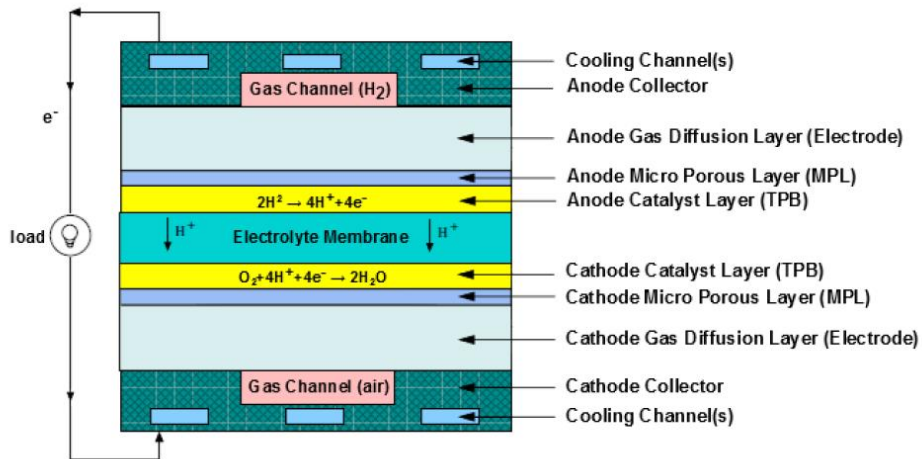 Cooling Channel(s)
Gas Channel (H₂)
Anode Collector
e⁻
Anode Gas Diffusion Layer (Electrode)
Anode Micro Porous Layer (MPL)
2H² → 4H⁺+4e⁻
Anode Catalyst Layer (TPB)
load
↓ H⁺
Electrolyte Membrane
↓ H⁺
O₂+4H⁺+4e⁻ → 2H₂O
Cathode Catalyst Layer (TPB)
Cathode Micro Porous Layer (MPL)
Cathode Gas Diffusion Layer (Electrode)
Gas Channel (air)
Cathode Collector
Cooling Channel(s)